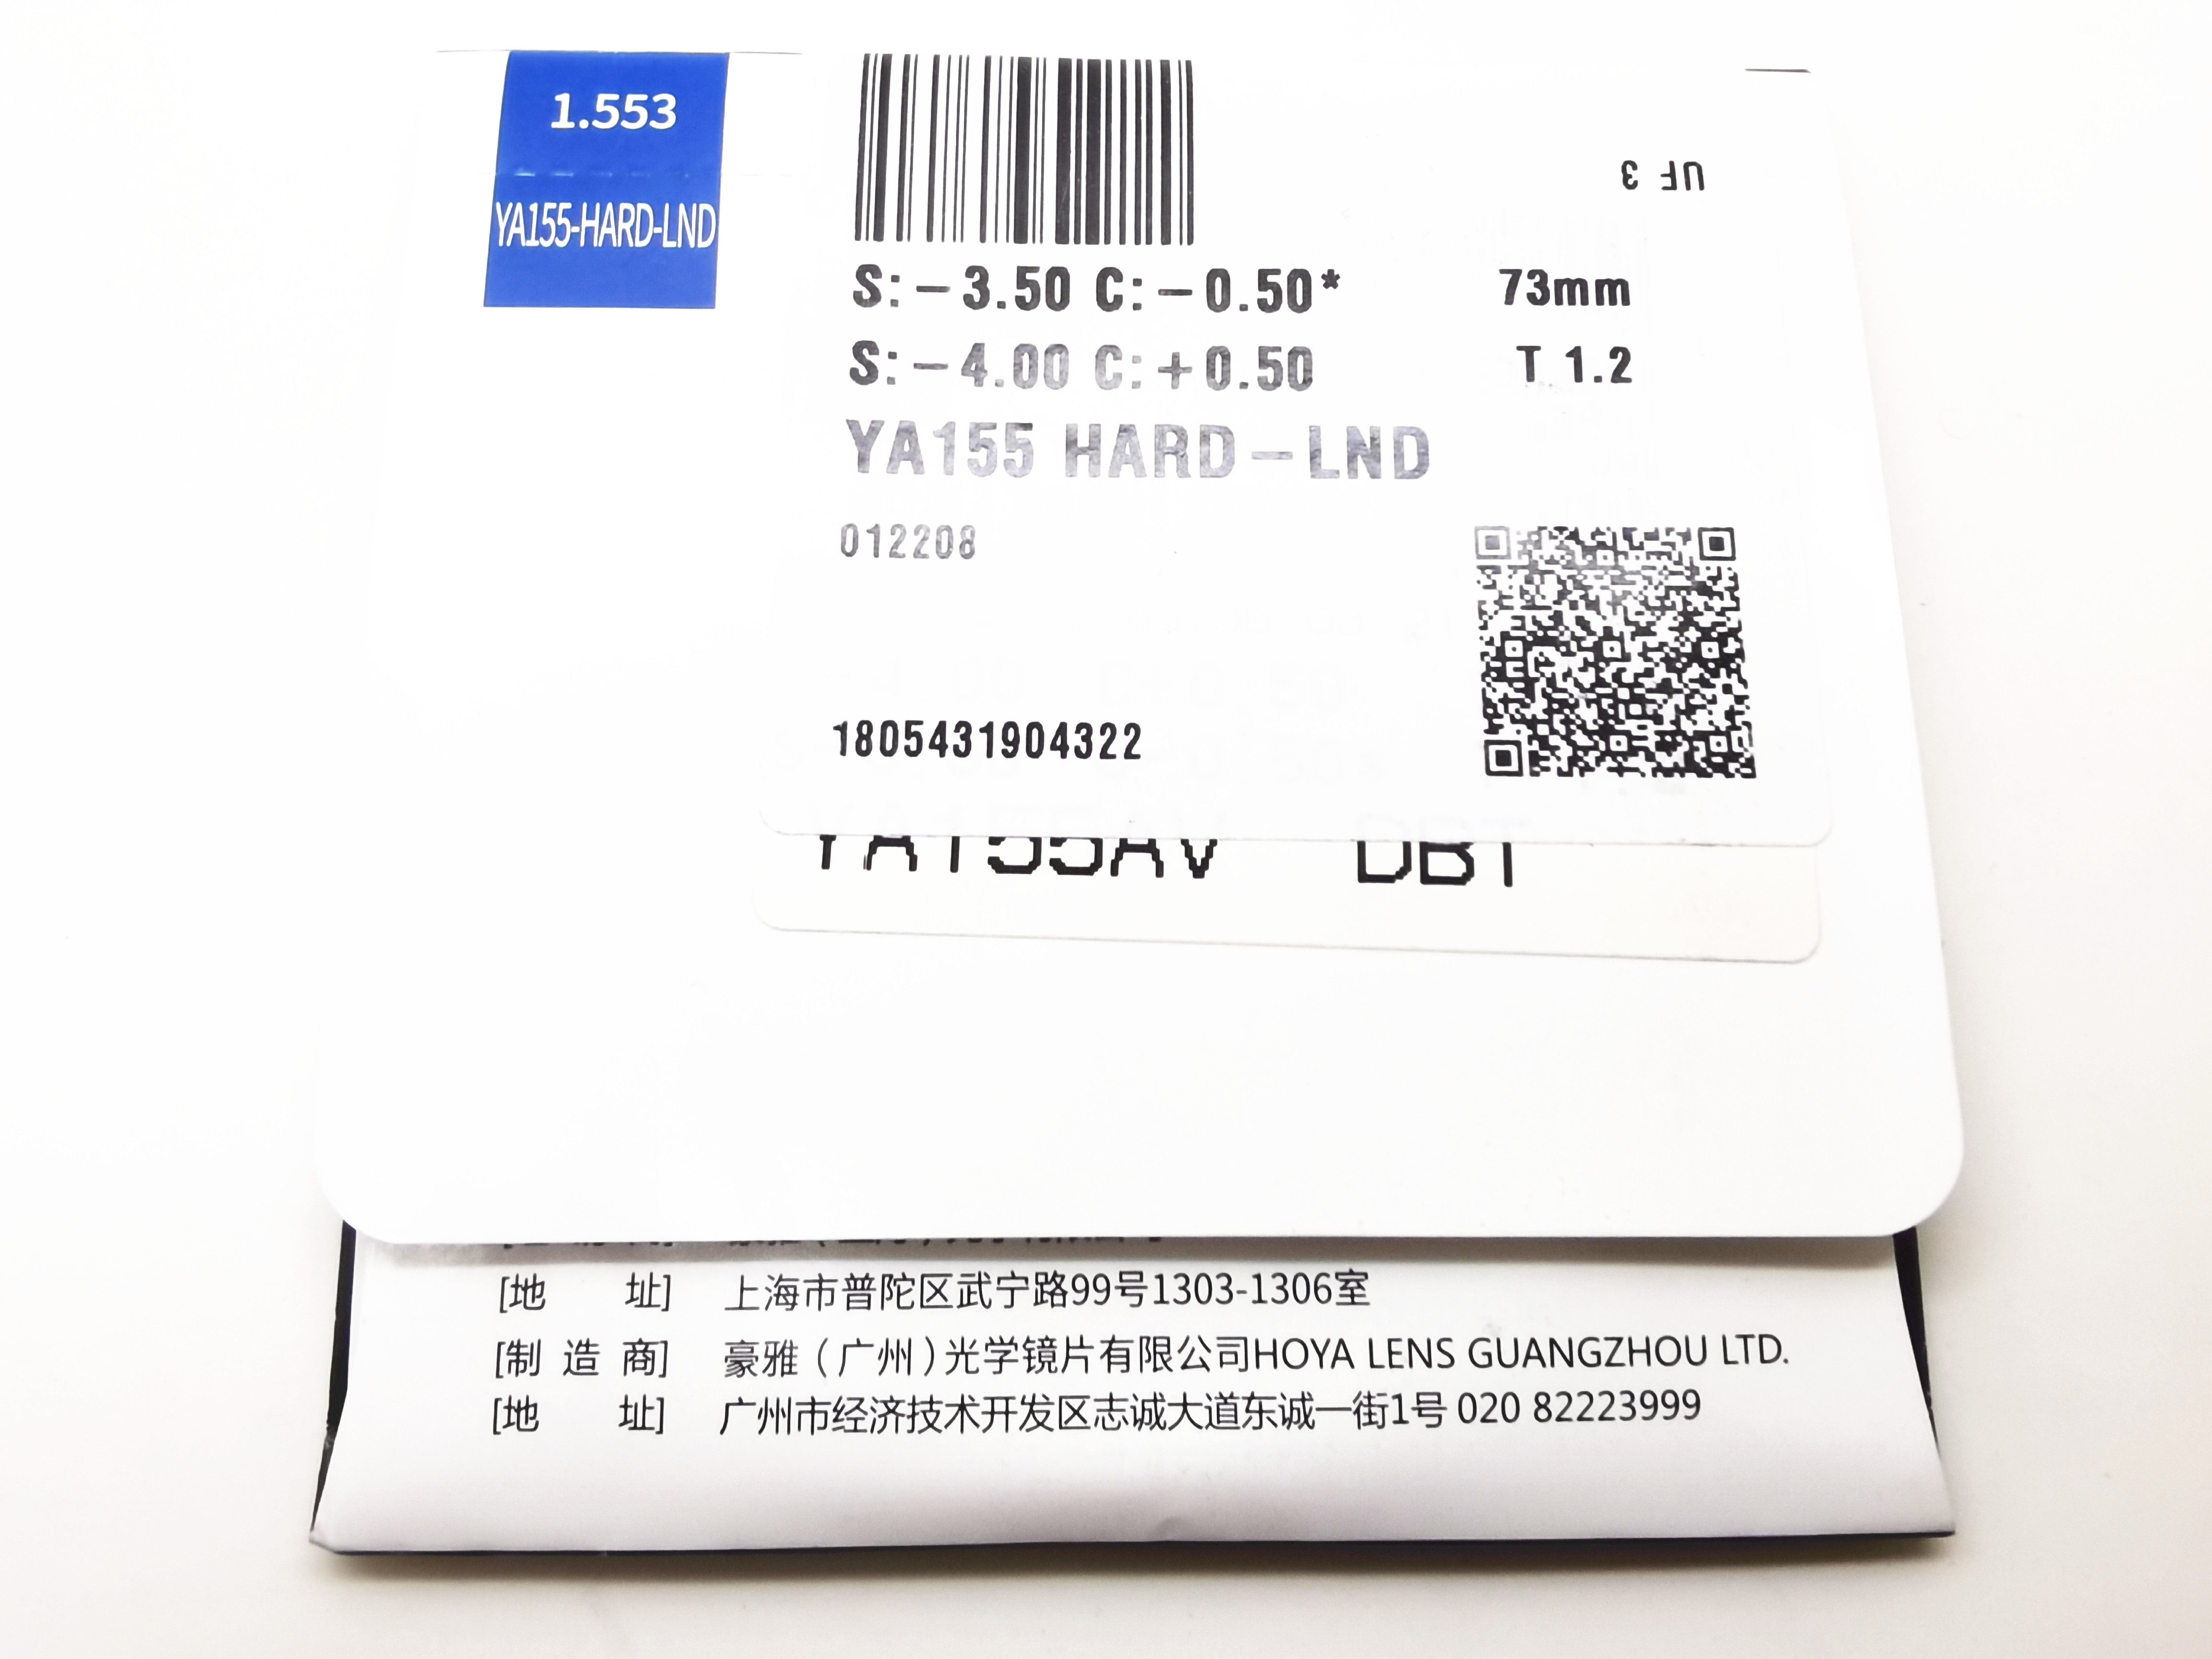 1.553
YA155-HARD-LND
UF 3
S:-3.50 C:-0.50* 73mm
S:-4.00 C:+0.50 T 1.2
YA155 HARD-LND
012208
1805431904322
YA155AV DBT
[地 址] 上海市普陀区武宁路99号1303-1306室
[制 造 商] 豪雅(广州)光学镜片有限公司HOYA LENS GUANGZHOU LTD.
[地 址] 广州市经济技术开发区志诚大道东诚一街1号 020 82223999